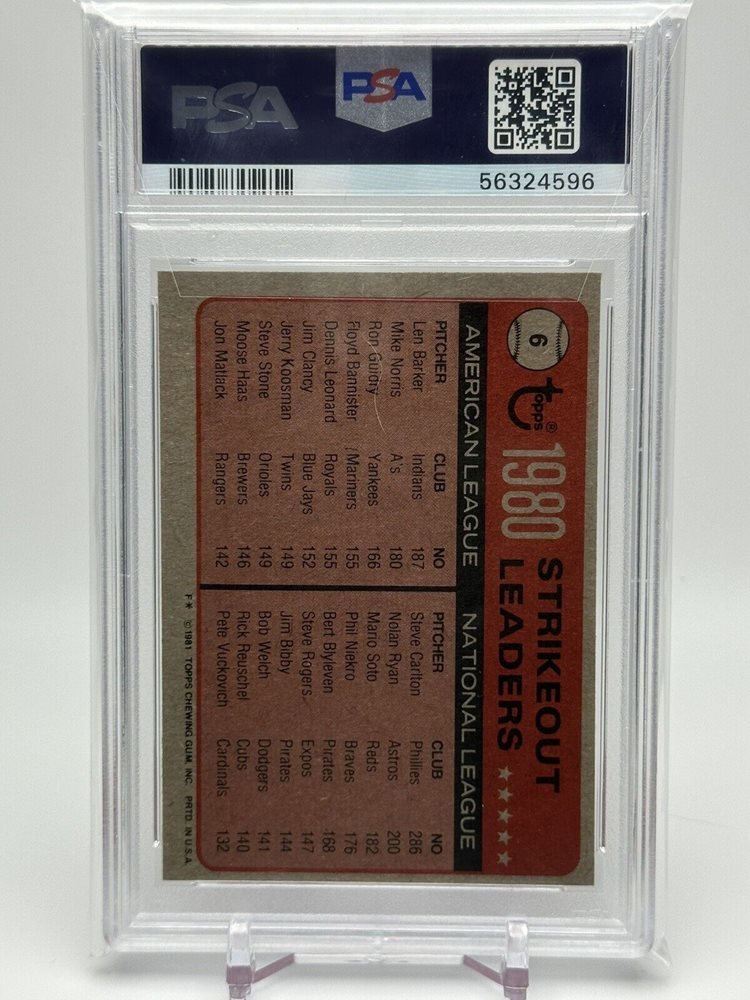 PSA PSA
56324596
6 topps® 1980 STRIKEOUT LEADERS ★★★★★
AMERICAN LEAGUE NATIONAL LEAGUE
PITCHER CLUB NO PITCHER CLUB NO
Len Barker Indians 187 Steve Carlton Phillies 286
Mike Norris A's 180 Nolan Ryan Astros 200
Ron Guidry Yankees 166 Mario Soto Reds 182
Floyd Bannister Mariners 155 Phil Niekro Braves 176
Dennis Leonard Royals 155 Bert Blyleven Pirates 168
Jim Clancy Blue Jays 152 Steve Rogers Expos 147
Jerry Koosman Twins 149 Jim Bibby Pirates 144
Steve Stone Orioles 149 Bob Welch Dodgers 141
Moose Haas Brewers 146 Rick Reuschel Cubs 140
Jon Matlack Rangers 142 Pete Vuckovich Cardinals 132
F* ©1981 TOPPS CHEWING GUM, INC. PRTD. IN U.S.A.